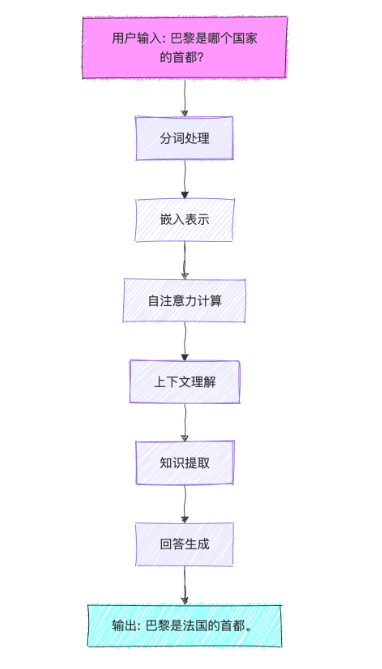 用户输入: 巴黎是哪个国家
的首都?
分词处理
嵌入表示
自注意力计算
上下文理解
知识提取
回答生成
输出: 巴黎是法国的首都。